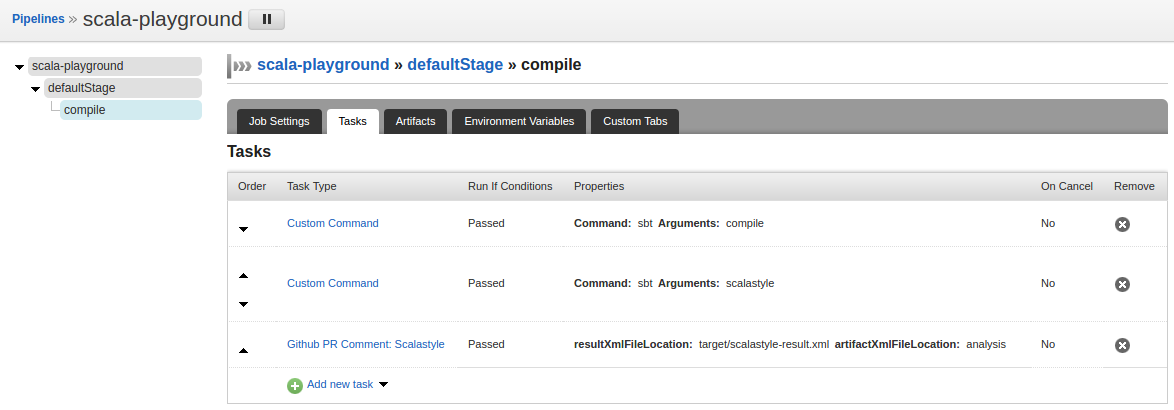 Pipelines » scala-playground
scala-playground
defaultStage
compile
scala-playground » defaultStage » compile
Job Settings Tasks Artifacts Environment Variables Custom Tabs
Tasks
Order Task Type Run If Conditions Properties On Cancel Remove
Custom Command Passed Command: sbt Arguments: compile No
Custom Command Passed Command: sbt Arguments: scalastyle No
Github PR Comment: Scalastyle Passed resultXmlFileLocation: target/scalastyle-result.xml artifactXmlFileLocation: analysis No
Add new task